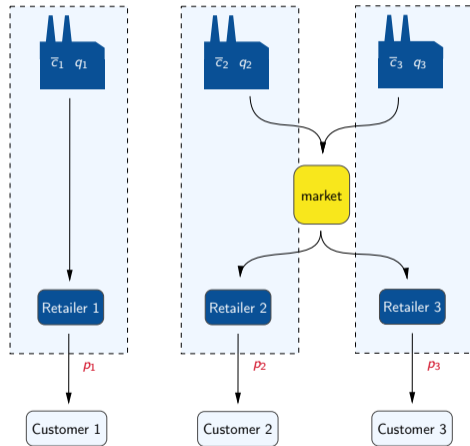 c̅₁ q₁
c̅₂ q₂
c̅₃ q₃
market
Retailer 1
Retailer 2
Retailer 3
p₁
p₂
p₃
Customer 1
Customer 2
Customer 3